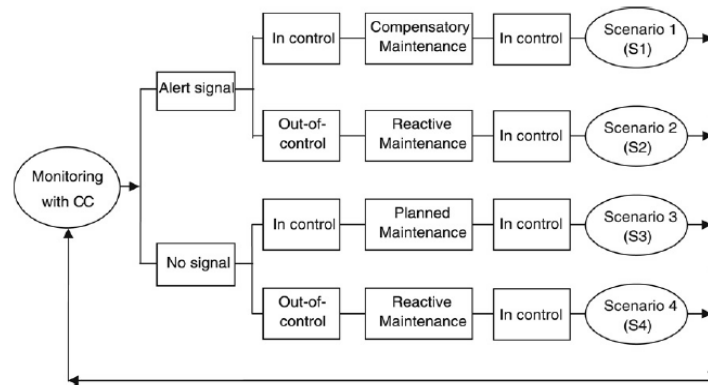 In control
Compensatory
Maintenance
In control
Scenario 1
(S1)
Alert signal
Out-of-
control
Reactive
Maintenance
In control
Scenario 2
(S2)
Monitoring
with CC
In control
Planned
Maintenance
In control
Scenario 3
(S3)
No signal
Out-of-
control
Reactive
Maintenance
In control
Scenario 4
(S4)